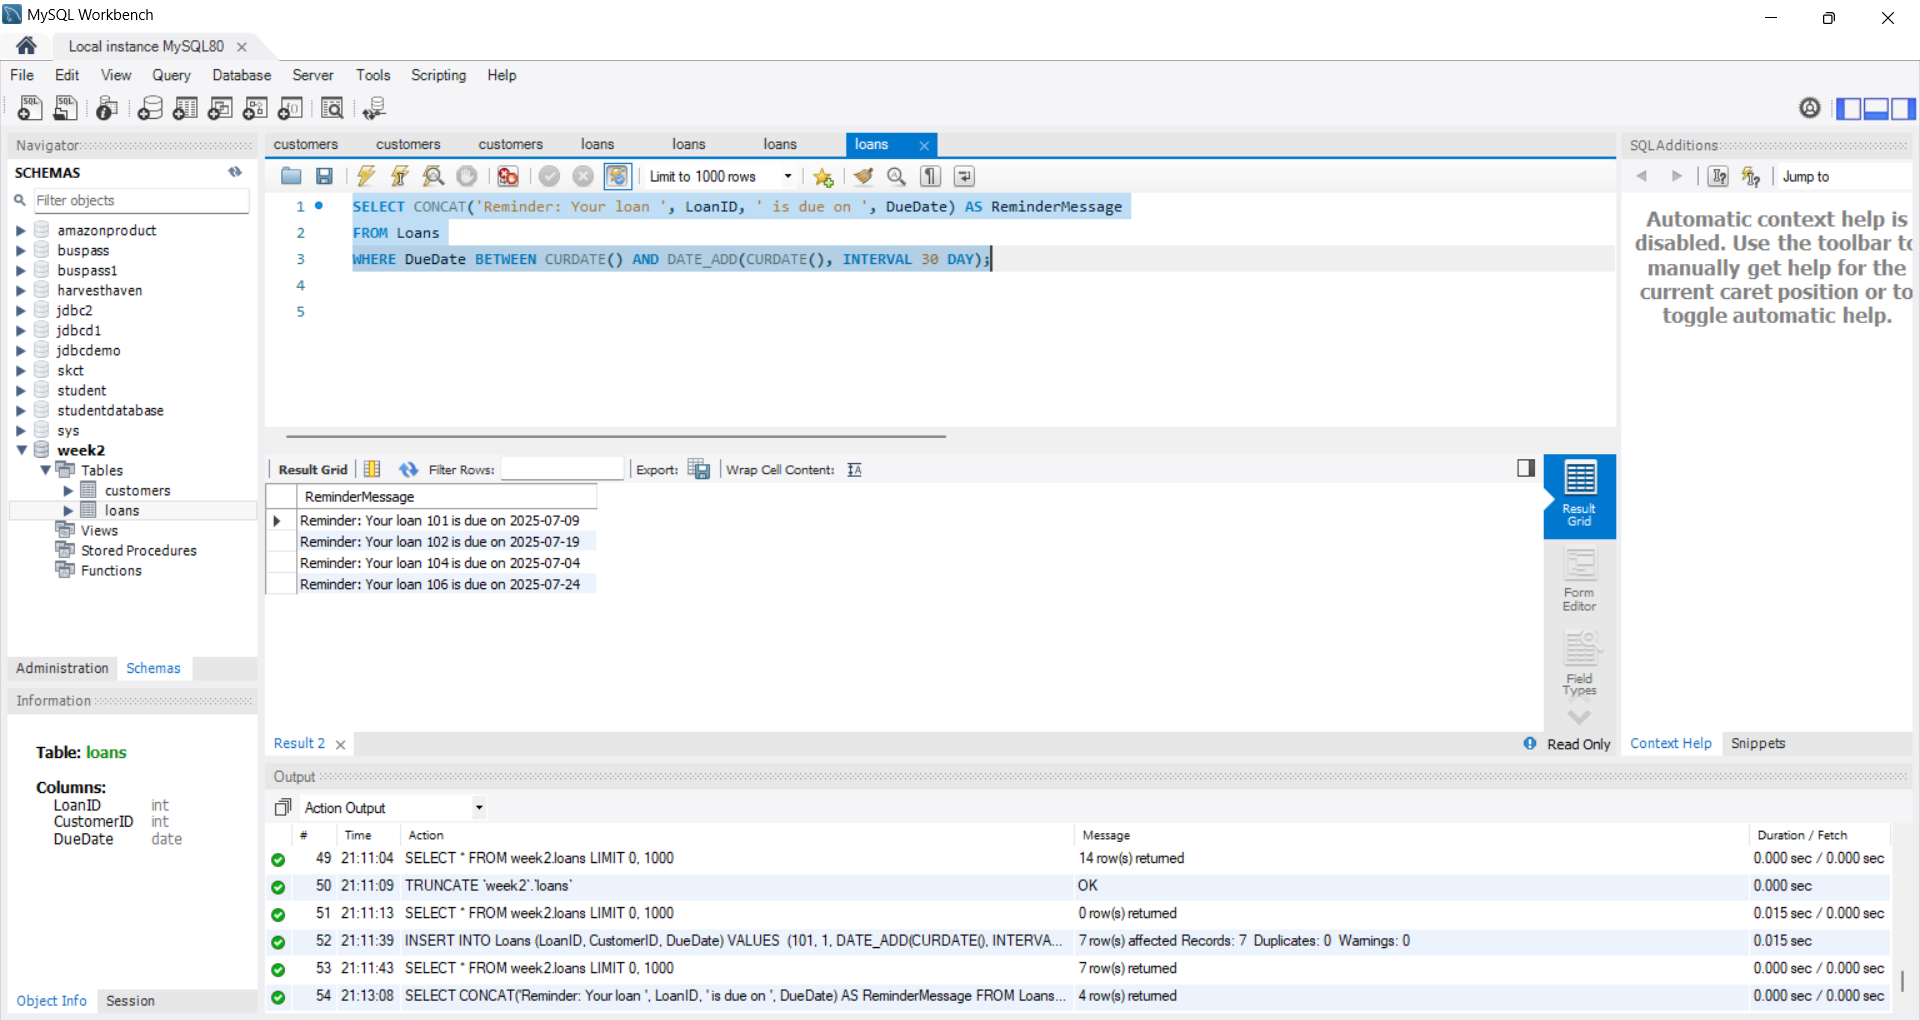 MySQL Workbench
Local instance MySQL80
File Edit View Query Database Server Tools Scripting Help
Navigator
SCHEMAS
Filter objects
amazonproduct
buspass
buspass1
harvesthaven
jdbc2
jdbcd1
jdbcdemo
skct
student
studentdatabase
sys
week2
Tables
customers
loans
Views
Stored Procedures
Functions
Administration Schemas
Information
Table: loans
Columns:
LoanID int
CustomerID int
DueDate date
Object Info Session
customers customers customers loans loans loans loans
Limit to 1000 rows
1 SELECT CONCAT('Reminder: Your loan ', LoanID, ' is due on ', DueDate) AS ReminderMessage
2 FROM Loans
3 WHERE DueDate BETWEEN CURDATE() AND DATE_ADD(CURDATE(), INTERVAL 30 DAY);
4
5
Result Grid Filter Rows: Export: Wrap Cell Content:
ReminderMessage
Reminder: Your loan 101 is due on 2025-07-09
Reminder: Your loan 102 is due on 2025-07-19
Reminder: Your loan 104 is due on 2025-07-04
Reminder: Your loan 106 is due on 2025-07-24
Result
Grid
Form
Editor
Field
Types
Result 2
Read Only
SQLAdditions
Jump to
Automatic context help is
disabled. Use the toolbar to
manually get help for the
current caret position or to
toggle automatic help.
Context Help Snippets
Output
Action Output
# Time Action Message Duration / Fetch
49 21:11:04 SELECT * FROM week2.loans LIMIT 0, 1000 14 row(s) returned 0.000 sec / 0.000 sec
50 21:11:09 TRUNCATE `week2`.`loans` OK 0.000 sec
51 21:11:13 SELECT * FROM week2.loans LIMIT 0, 1000 0 row(s) returned 0.015 sec / 0.000 sec
52 21:11:39 INSERT INTO Loans (LoanID, CustomerID, DueDate) VALUES (101, 1, DATE_ADD(CURDATE(), INTERVA... 7 row(s) affected Records: 7 Duplicates: 0 Warnings: 0 0.015 sec
53 21:11:43 SELECT * FROM week2.loans LIMIT 0, 1000 7 row(s) returned 0.000 sec / 0.000 sec
54 21:13:08 SELECT CONCAT('Reminder: Your loan ', LoanID, ' is due on ', DueDate) AS ReminderMessage FROM Loans... 4 row(s) returned 0.000 sec / 0.000 sec